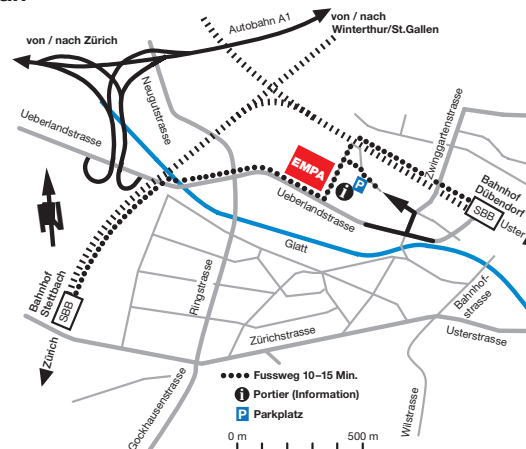 von / nach Zürich
Autobahn A1
von / nach
Winterthur/St.Gallen
Neugutstrasse
Ueberlandstrasse
Zwinggartenstrasse
EMPA
i
P
Bahnhof
Dübendorf
SBB
Uster
Ueberlandstrasse
Glatt
Bahnhof
Stettbach
SBB
Zürich
Ringstrasse
Bahnhof-
strasse
Zürichstrasse
Usterstrasse
Gockhausenstrasse
Wilstrasse
Fussweg 10–15 Min.
i Portier (Information)
P Parkplatz
0 m 500 m